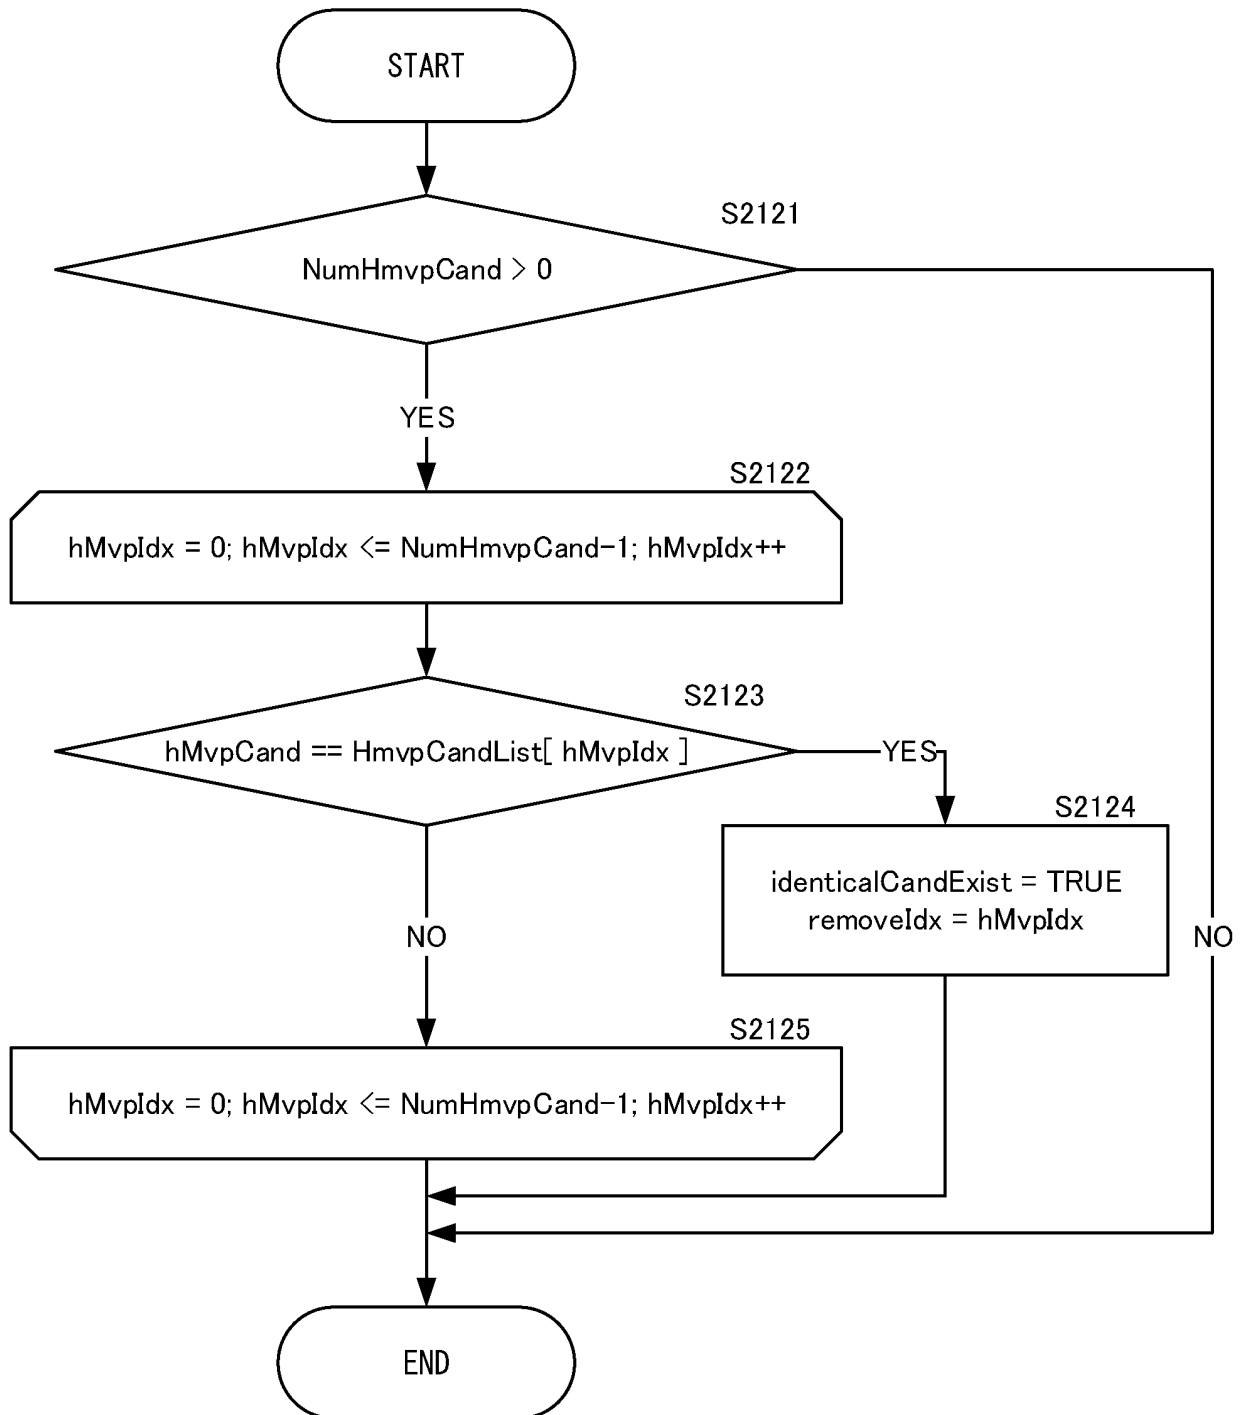 START
S2121
NumHmvpCand > 0
YES
S2122
hMvpIdx = 0; hMvpIdx <= NumHmvpCand-1; hMvpIdx++
S2123
hMvpCand == HmvpCandList[ hMvpIdx ]
YES
S2124
identicalCandExist = TRUE
removeIdx = hMvpIdx
NO
NO
S2125
hMvpIdx = 0; hMvpIdx <= NumHmvpCand-1; hMvpIdx++
END